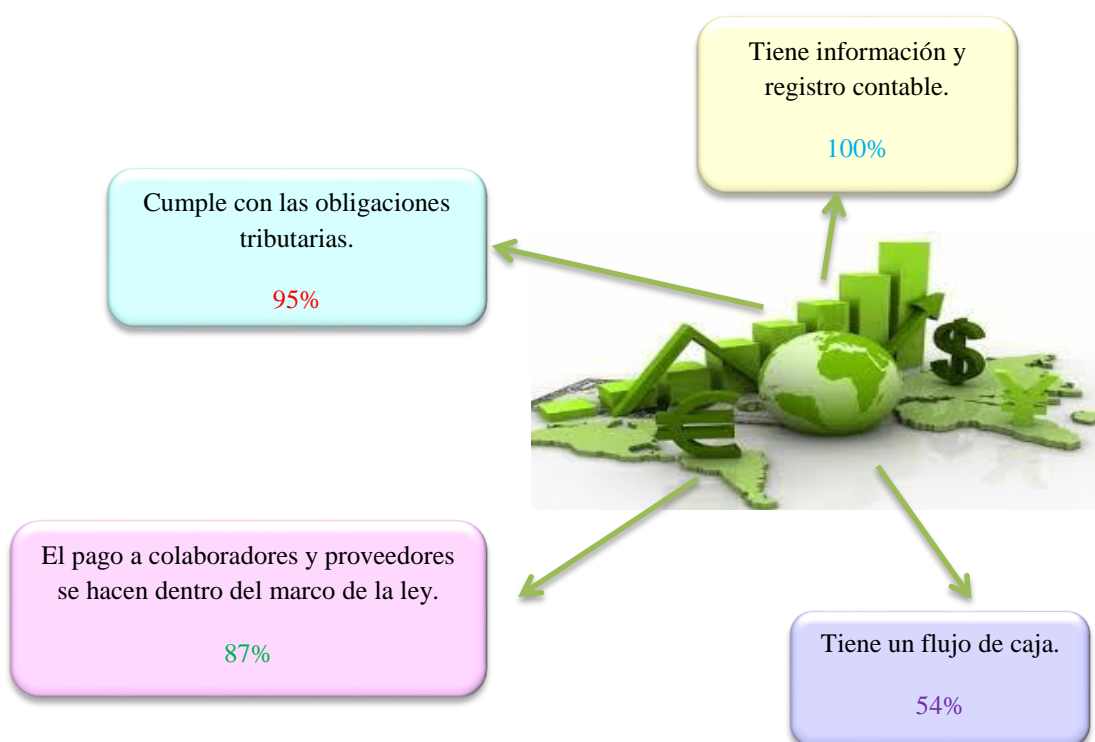 Tiene información y
registro contable.
100%
Cumple con las obligaciones
tributarias.
95%
El pago a colaboradores y proveedores
se hacen dentro del marco de la ley.
87%
Tiene un flujo de caja.
54%